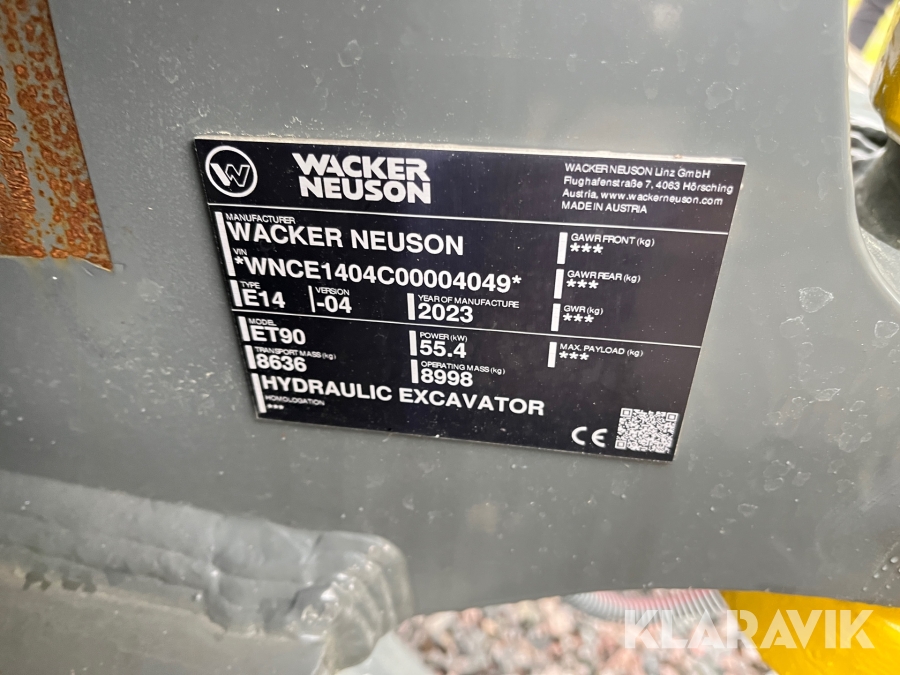 WACKER
NEUSON
WACKER NEUSON Linz GmbH
Flughafenstraße 7, 4063 Hörsching
Austria, www.wackerneuson.com
MADE IN AUSTRIA
MANUFACTURER
WACKER NEUSON
VIN
*WNCE1404C00004049*
TYPE
E14
VERSION
-04
YEAR OF MANUFACTURE
2023
MODEL
ET90
POWER (kW)
55.4
TRANSPORT MASS (kg)
8636
OPERATING MASS (kg)
8998
HYDRAULIC EXCAVATOR
HOMOLOGATION
***
GAWR FRONT (kg)
***
GAWR REAR (kg)
***
GWR (kg)
***
MAX. PAYLOAD (kg)
***
CE
KLARAVIK